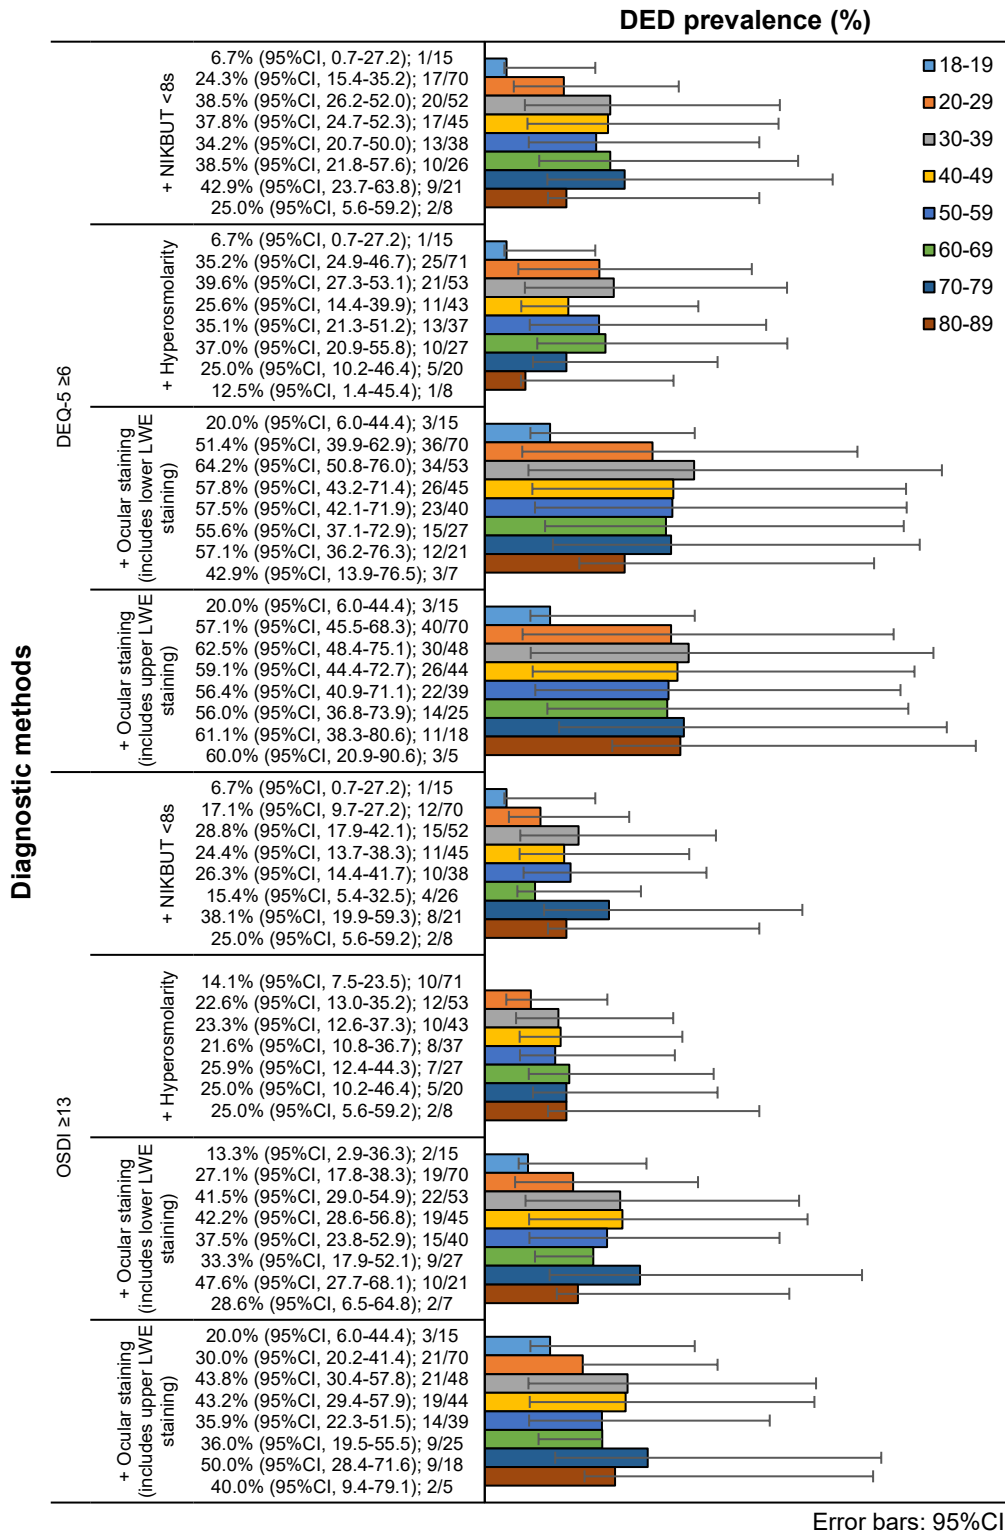 DED prevalence (%)
18-19
20-29
30-39
40-49
50-59
60-69
70-79
80-89
Diagnostic methods
DEQ-5 ≥6
+ NIKBUT <8s
6.7% (95%CI, 0.7-27.2); 1/15
24.3% (95%CI, 15.4-35.2); 17/70
38.5% (95%CI, 26.2-52.0); 20/52
37.8% (95%CI, 24.7-52.3); 17/45
34.2% (95%CI, 20.7-50.0); 13/38
38.5% (95%CI, 21.8-57.6); 10/26
42.9% (95%CI, 23.7-63.8); 9/21
25.0% (95%CI, 5.6-59.2); 2/8
+ Hyperosmolarity
6.7% (95%CI, 0.7-27.2); 1/15
35.2% (95%CI, 24.9-46.7); 25/71
39.6% (95%CI, 27.3-53.1); 21/53
25.6% (95%CI, 14.4-39.9); 11/43
35.1% (95%CI, 21.3-51.2); 13/37
37.0% (95%CI, 20.9-55.8); 10/27
25.0% (95%CI, 10.2-46.4); 5/20
12.5% (95%CI, 1.4-45.4); 1/8
+ Ocular staining
(includes lower LWE
staining)
20.0% (95%CI, 6.0-44.4); 3/15
51.4% (95%CI, 39.9-62.9); 36/70
64.2% (95%CI, 50.8-76.0); 34/53
57.8% (95%CI, 43.2-71.4); 26/45
57.5% (95%CI, 42.1-71.9); 23/40
55.6% (95%CI, 37.1-72.9); 15/27
57.1% (95%CI, 36.2-76.3); 12/21
42.9% (95%CI, 13.9-76.5); 3/7
+ Ocular staining
(includes upper LWE
staining)
20.0% (95%CI, 6.0-44.4); 3/15
57.1% (95%CI, 45.5-68.3); 40/70
62.5% (95%CI, 48.4-75.1); 30/48
59.1% (95%CI, 44.4-72.7); 26/44
56.4% (95%CI, 40.9-71.1); 22/39
56.0% (95%CI, 36.8-73.9); 14/25
61.1% (95%CI, 38.3-80.6); 11/18
60.0% (95%CI, 20.9-90.6); 3/5
OSDI ≥13
+ NIKBUT <8s
6.7% (95%CI, 0.7-27.2); 1/15
17.1% (95%CI, 9.7-27.2); 12/70
28.8% (95%CI, 17.9-42.1); 15/52
24.4% (95%CI, 13.7-38.3); 11/45
26.3% (95%CI, 14.4-41.7); 10/38
15.4% (95%CI, 5.4-32.5); 4/26
38.1% (95%CI, 19.9-59.3); 8/21
25.0% (95%CI, 5.6-59.2); 2/8
+ Hyperosmolarity
14.1% (95%CI, 7.5-23.5); 10/71
22.6% (95%CI, 13.0-35.2); 12/53
23.3% (95%CI, 12.6-37.3); 10/43
21.6% (95%CI, 10.8-36.7); 8/37
25.9% (95%CI, 12.4-44.3); 7/27
25.0% (95%CI, 10.2-46.4); 5/20
25.0% (95%CI, 5.6-59.2); 2/8
+ Ocular staining
(includes lower LWE
staining)
13.3% (95%CI, 2.9-36.3); 2/15
27.1% (95%CI, 17.8-38.3); 19/70
41.5% (95%CI, 29.0-54.9); 22/53
42.2% (95%CI, 28.6-56.8); 19/45
37.5% (95%CI, 23.8-52.9); 15/40
33.3% (95%CI, 17.9-52.1); 9/27
47.6% (95%CI, 27.7-68.1); 10/21
28.6% (95%CI, 6.5-64.8); 2/7
+ Ocular staining
(includes upper LWE
staining)
20.0% (95%CI, 6.0-44.4); 3/15
30.0% (95%CI, 20.2-41.4); 21/70
43.8% (95%CI, 30.4-57.8); 21/48
43.2% (95%CI, 29.4-57.9); 19/44
35.9% (95%CI, 22.3-51.5); 14/39
36.0% (95%CI, 19.5-55.5); 9/25
50.0% (95%CI, 28.4-71.6); 9/18
40.0% (95%CI, 9.4-79.1); 2/5
Error bars: 95%CI